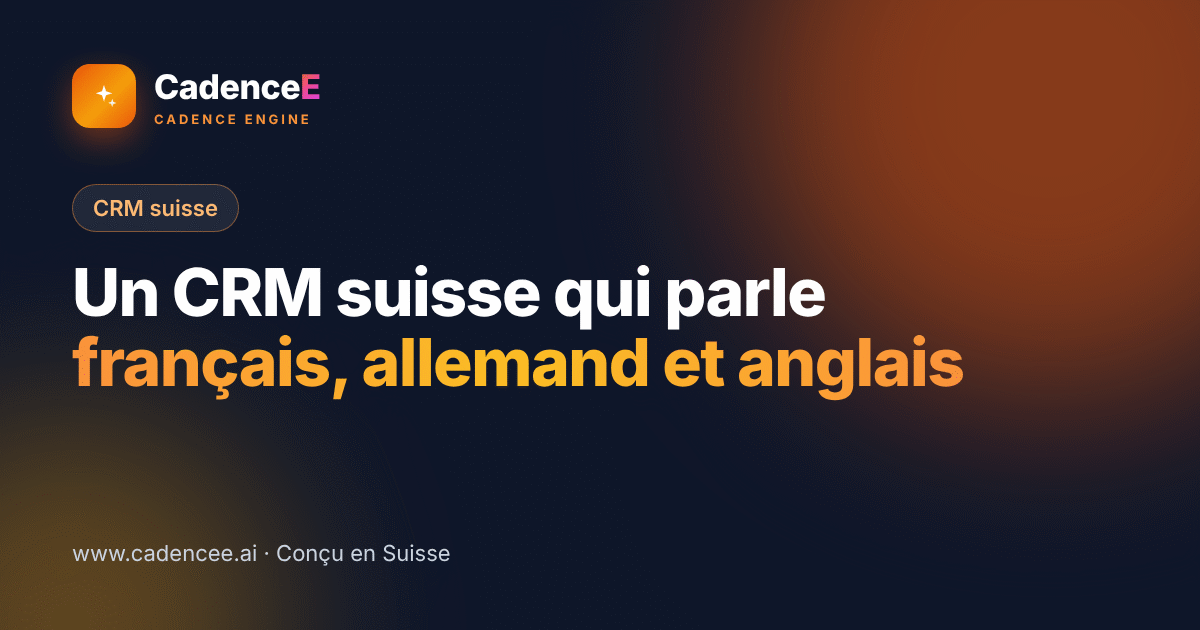 CadenceE
CADENCE ENGINE
CRM suisse
Un CRM suisse qui parle
français, allemand et anglais
www.cadencee.ai · Conçu en Suisse